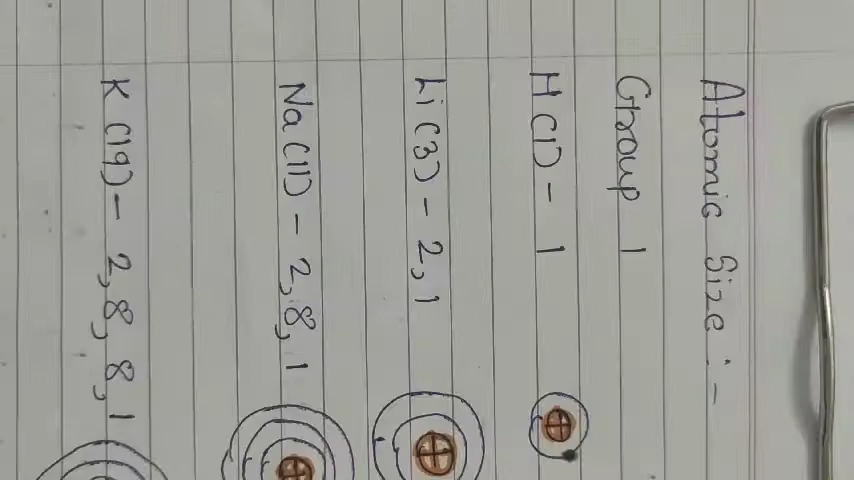 Atomic Size :-
Group 1
H(1) - 1
Li(3) - 2,1
Na(11) - 2,8,1
K(19) - 2,8,8,1